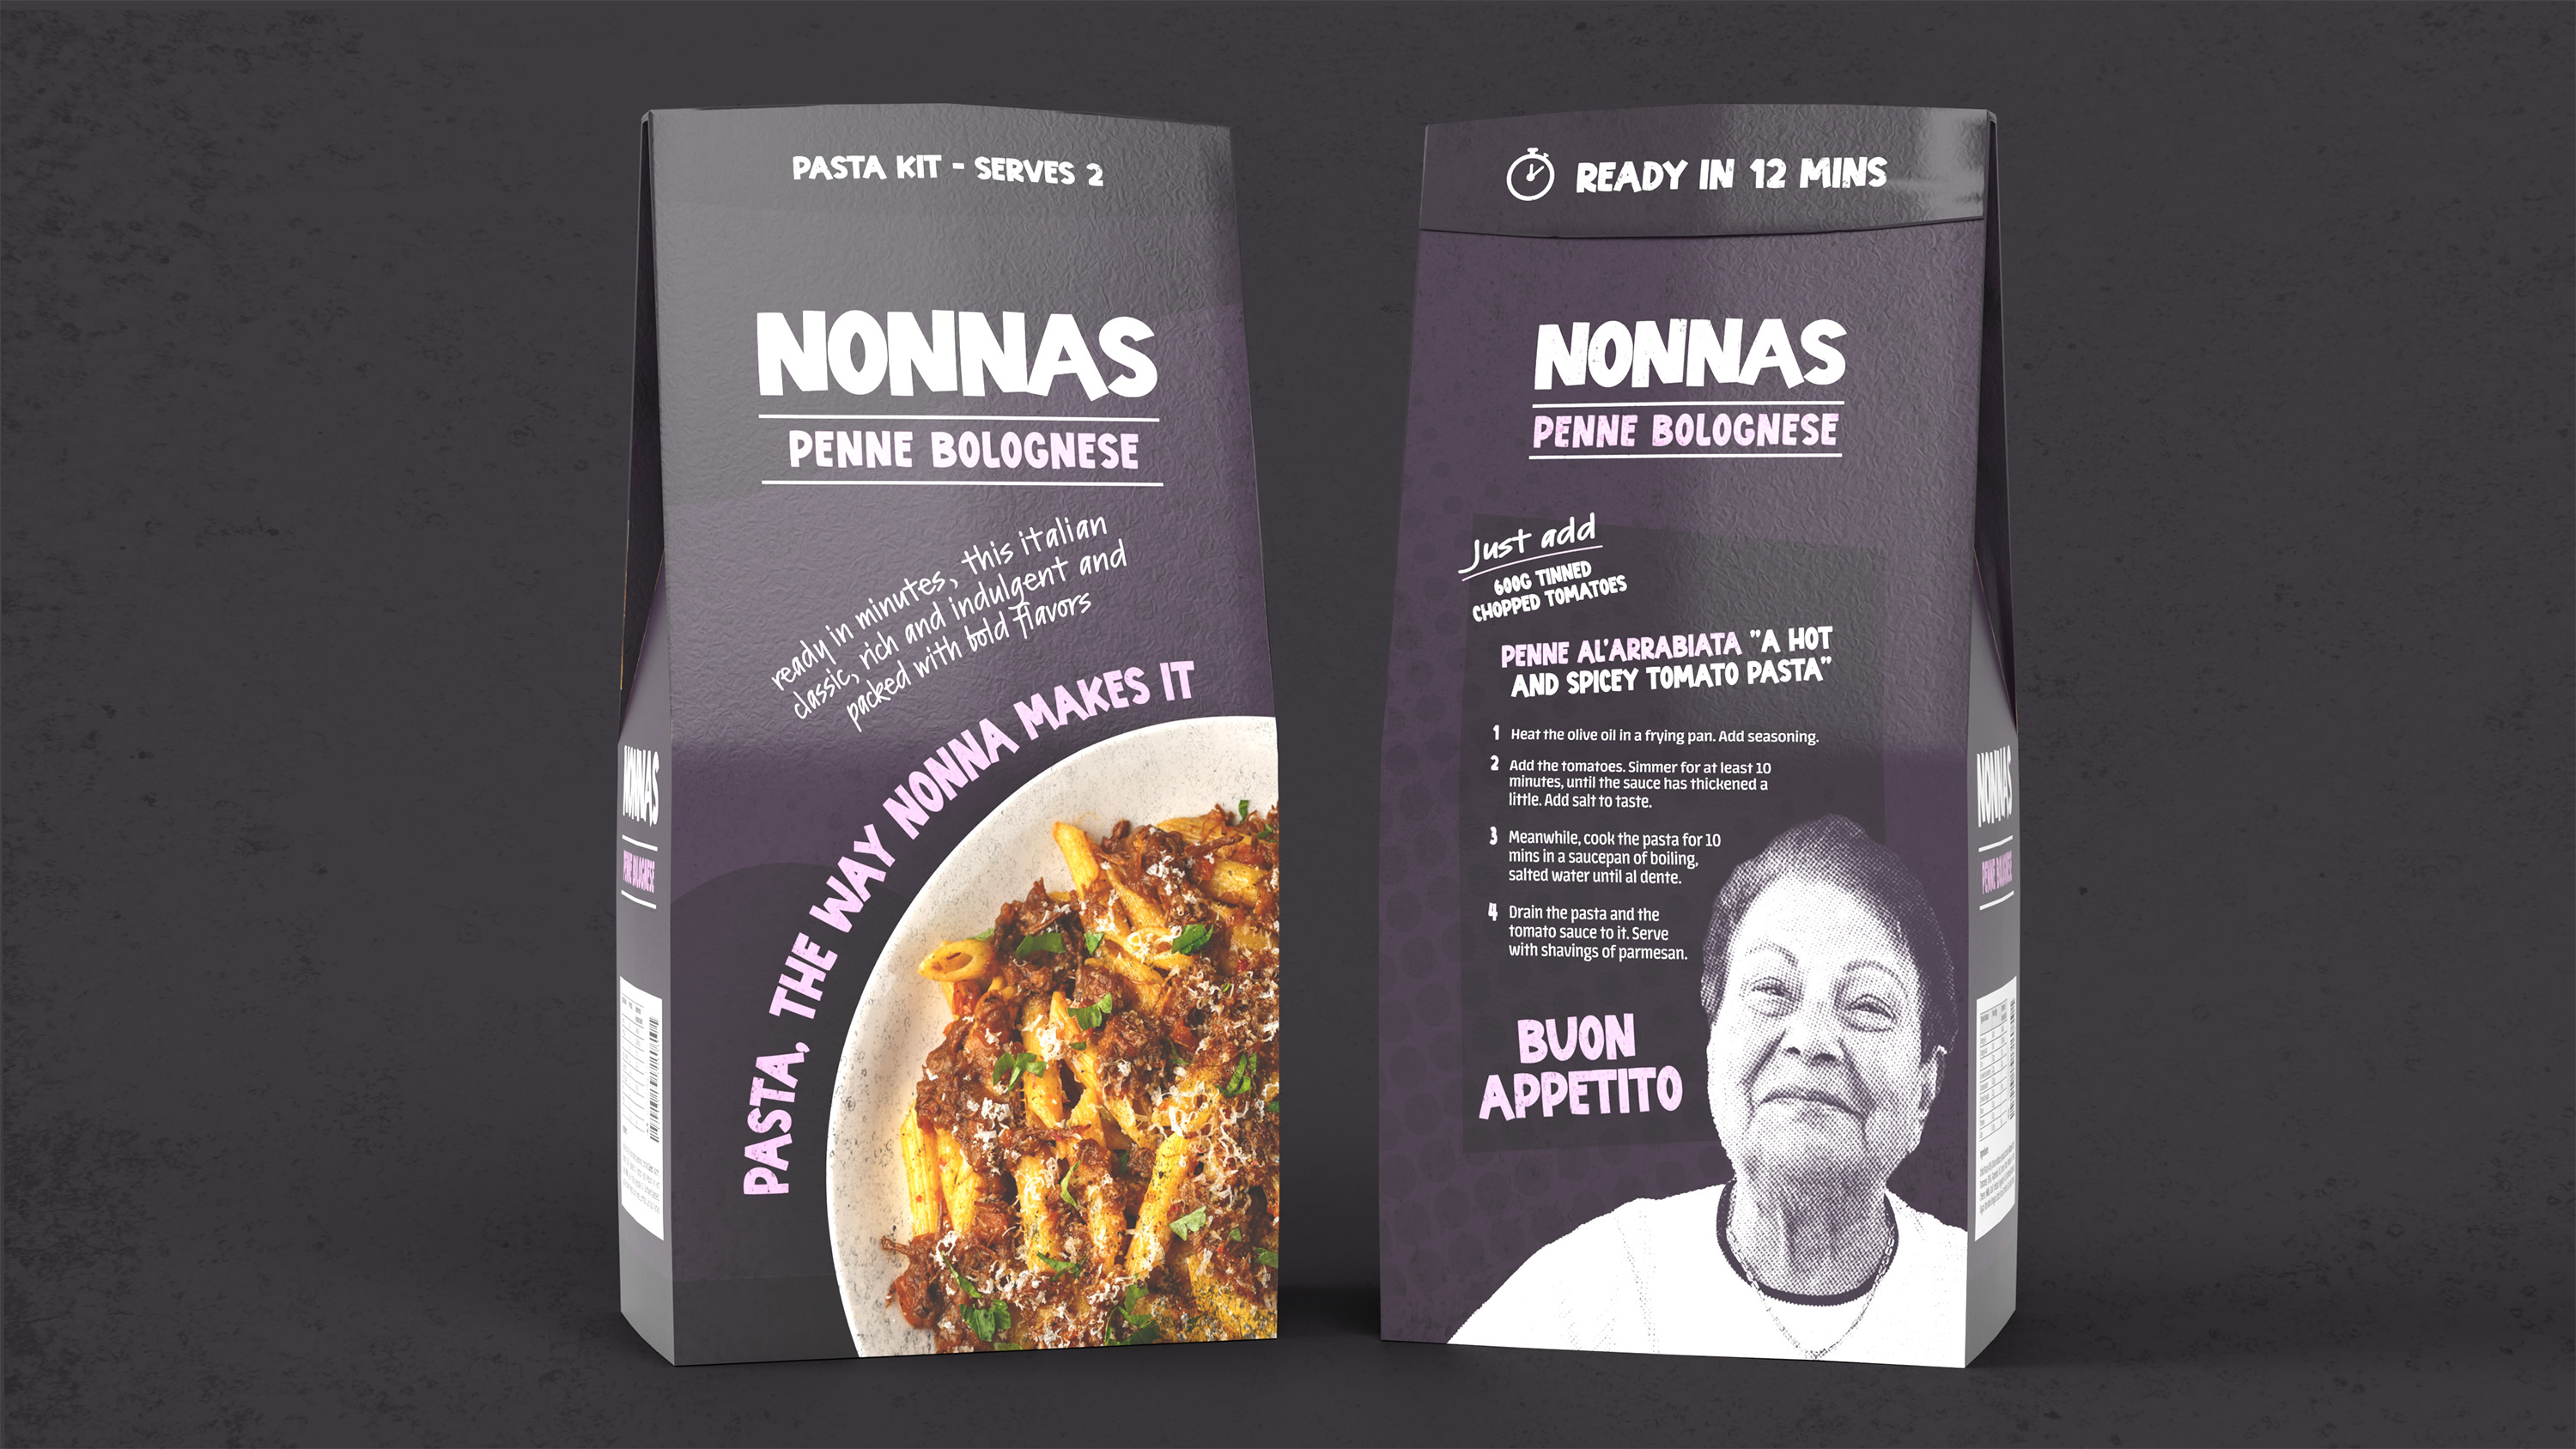 PASTA KIT - SERVES 2
NONNAS
PENNE BOLOGNESE
ready in minutes, this italian
classic, rich and indulgent and
packed with bold flavors
PASTA, THE WAY NONNA MAKES IT
NONNAS
PENNE BOLOGNESE
READY IN 12 MINS
NONNAS
PENNE BOLOGNESE
Just add
600G TINNED
CHOPPED TOMATOES
PENNE AL'ARRABIATA "A HOT
AND SPICEY TOMATO PASTA"
1 Heat the olive oil in a frying pan. Add seasoning.
2 Add the tomatoes. Simmer for at least 10
minutes, until the sauce has thickened a
little. Add salt to taste.
3 Meanwhile, cook the pasta for 10
mins in a saucepan of boiling,
salted water until al dente.
4 Drain the pasta and the
tomato sauce to it. Serve
with shavings of parmesan.
BUON
APPETITO
NONNAS
PENNE BOLOGNESE